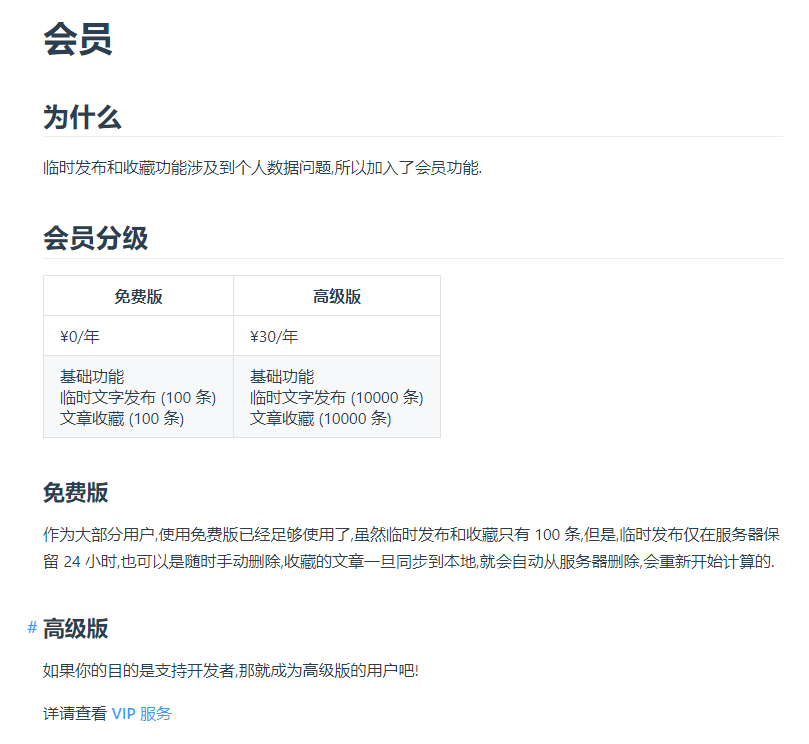 会员
为什么
临时发布和收藏功能涉及到个人数据问题,所以加入了会员功能.
会员分级
免费版 高级版
¥0/年 ¥30/年
基础功能 基础功能
临时文字发布 (100 条) 临时文字发布 (10000 条)
文章收藏 (100 条) 文章收藏 (10000 条)
免费版
作为大部分用户,使用免费版已经足够使用了,虽然临时发布和收藏只有 100 条,但是,临时发布仅在服务器保
留 24 小时,也可以是随时手动删除,收藏的文章一旦同步到本地,就会自动从服务器删除,会重新开始计算的.
# 高级版
如果你的目的是支持开发者,那就成为高级版的用户吧!
详请查看 VIP 服务